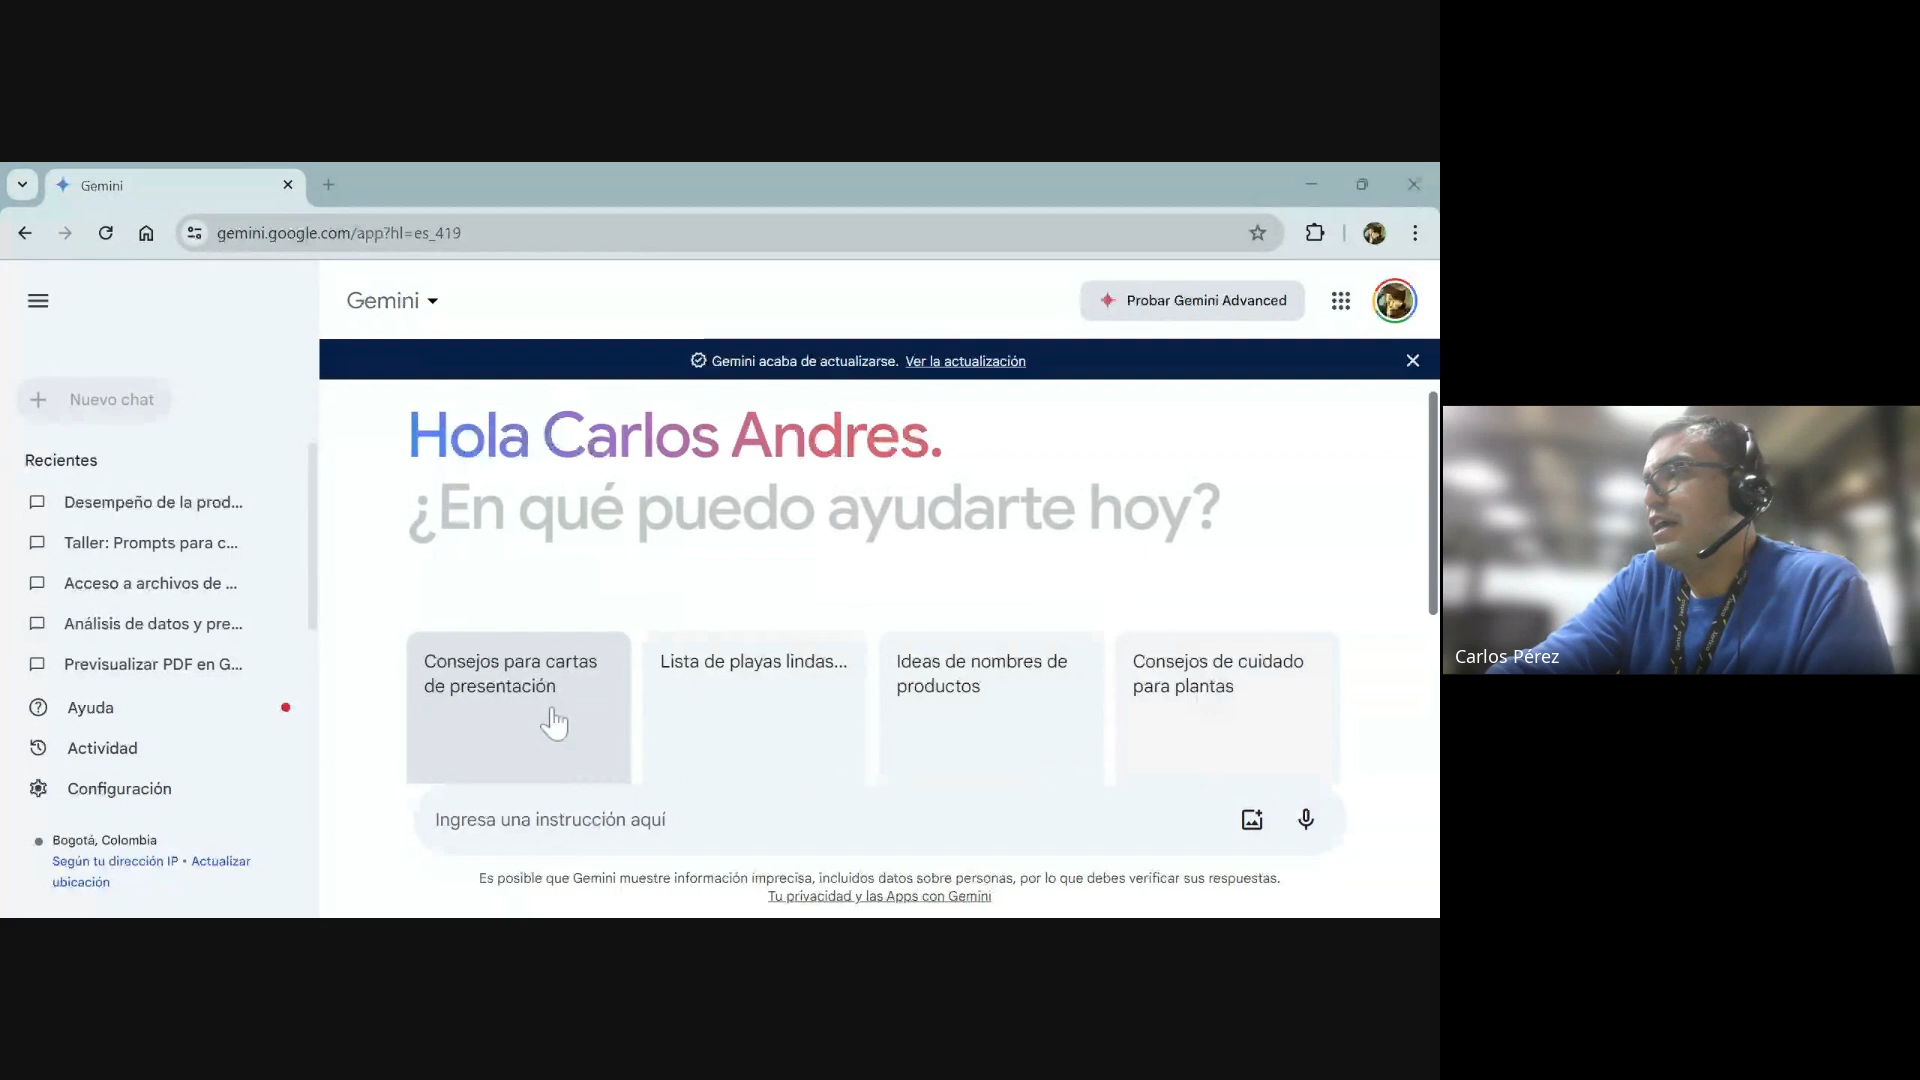 Gemini
gemini.google.com/app?hl=es_419
Gemini
Probar Gemini Advanced
Gemini acaba de actualizarse. Ver la actualización
Nuevo chat
Recientes
Desempeño de la prod...
Taller: Prompts para c...
Acceso a archivos de ...
Análisis de datos y pre...
Previsualizar PDF en G...
Ayuda
Actividad
Configuración
Bogotá, Colombia
Según tu dirección IP • Actualizar
ubicación
Hola Carlos Andres.
¿En qué puedo ayudarte hoy?
Consejos para cartas
de presentación
Lista de playas lindas...
Ideas de nombres de
productos
Consejos de cuidado
para plantas
Ingresa una instrucción aquí
Es posible que Gemini muestre información imprecisa, incluidos datos sobre personas, por lo que debes verificar sus respuestas.
Tu privacidad y las Apps con Gemini
Carlos Pérez